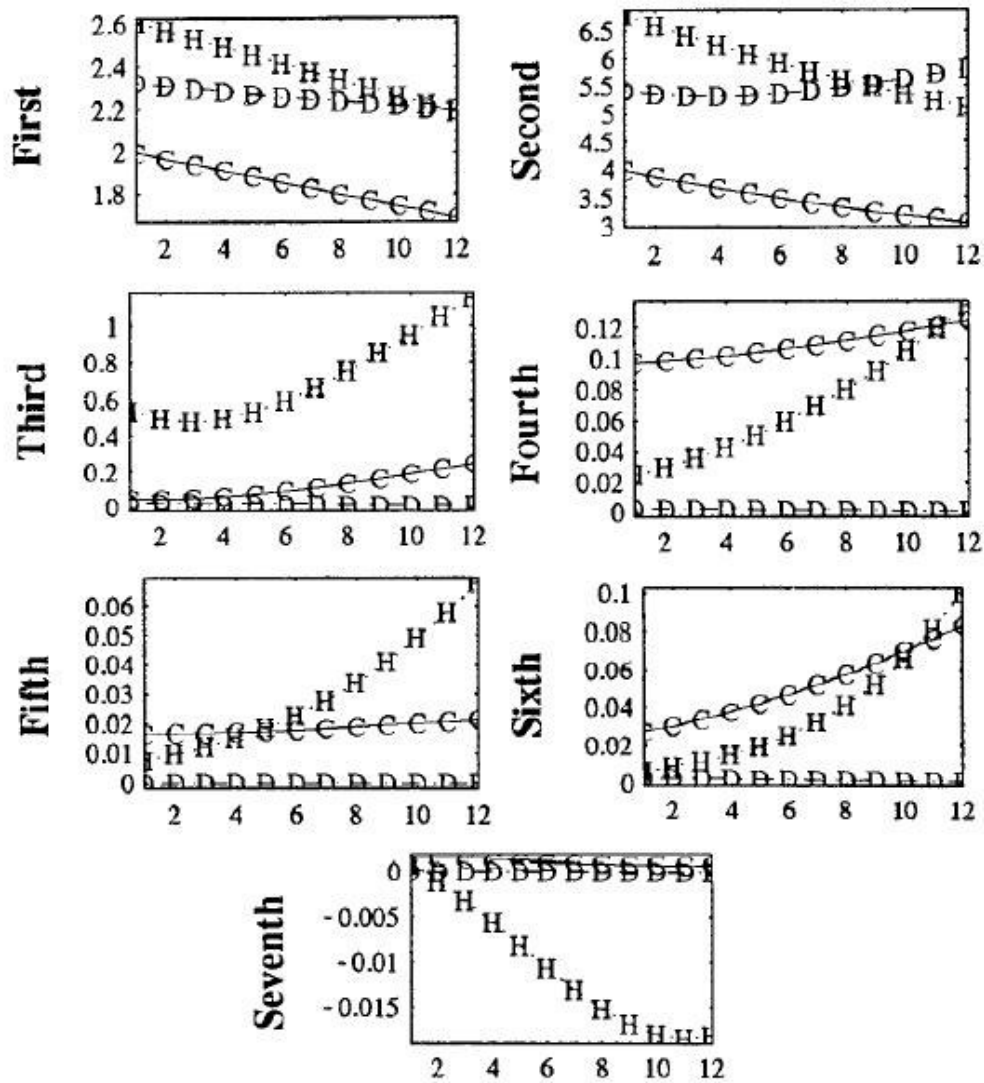 First
2.6
2.4
2.2
2
1.8
2 4 6 8 10 12
H H H H H H H H H
D D D D D D D D D D
C C C C C C C C C C C
Second
6.5
6
5.5
5
4.5
4
3.5
3
2 4 6 8 10 12
H H H H H H H H H H
D D D D D D D D D D
C C C C C C C C C C
Third
1
0.8
0.6
0.4
0.2
0
2 4 6 8 10 12
H H H H H H H H H H
C C C C C C C C
D D D D D D D D D D
Fourth
0.12
0.1
0.08
0.06
0.04
0.02
0
2 4 6 8 10 12
C C C C C C C C C C
H H H H H H H H H H
D D D D D D D D D D
Fifth
0.06
0.05
0.04
0.03
0.02
0.01
0
2 4 6 8 10 12
H H H H H H H H H H
C C C C C C C C C C
D D D D D D D D D D
Sixth
0.1
0.08
0.06
0.04
0.02
0
2 4 6 8 10 12
C C C C C C C C C C
H H H H H H H H H H
D D D D D D D D D
Seventh
0
-0.005
-0.01
-0.015
2 4 6 8 10 12
D D D D D D D D D D
H H H H H H H H H H